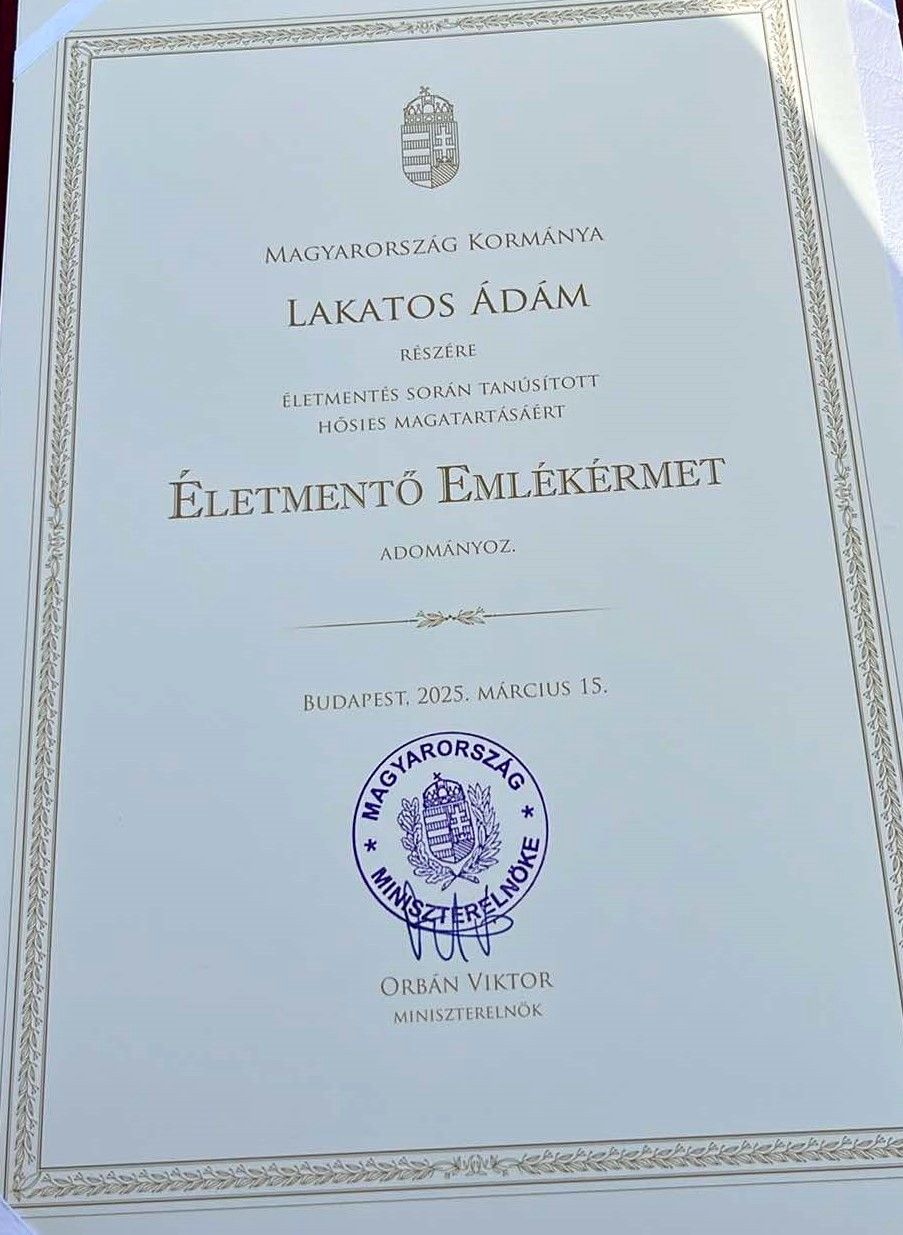 MAGYARORSZÁG KORMÁNYA
LAKATOS ÁDÁM
RÉSZÉRE
ÉLETMENTÉS SORÁN TANÚSÍTOTT
HŐSIES MAGATARTÁSÁÉRT
ÉLETMENTŐ EMLÉKÉRMET
ADOMÁNYOZ.
BUDAPEST, 2025. MÁRCIUS 15.
* MAGYARORSZÁG *
MINISZTERELNÖKE
ORBÁN VIKTOR
MINISZTERELNÖK